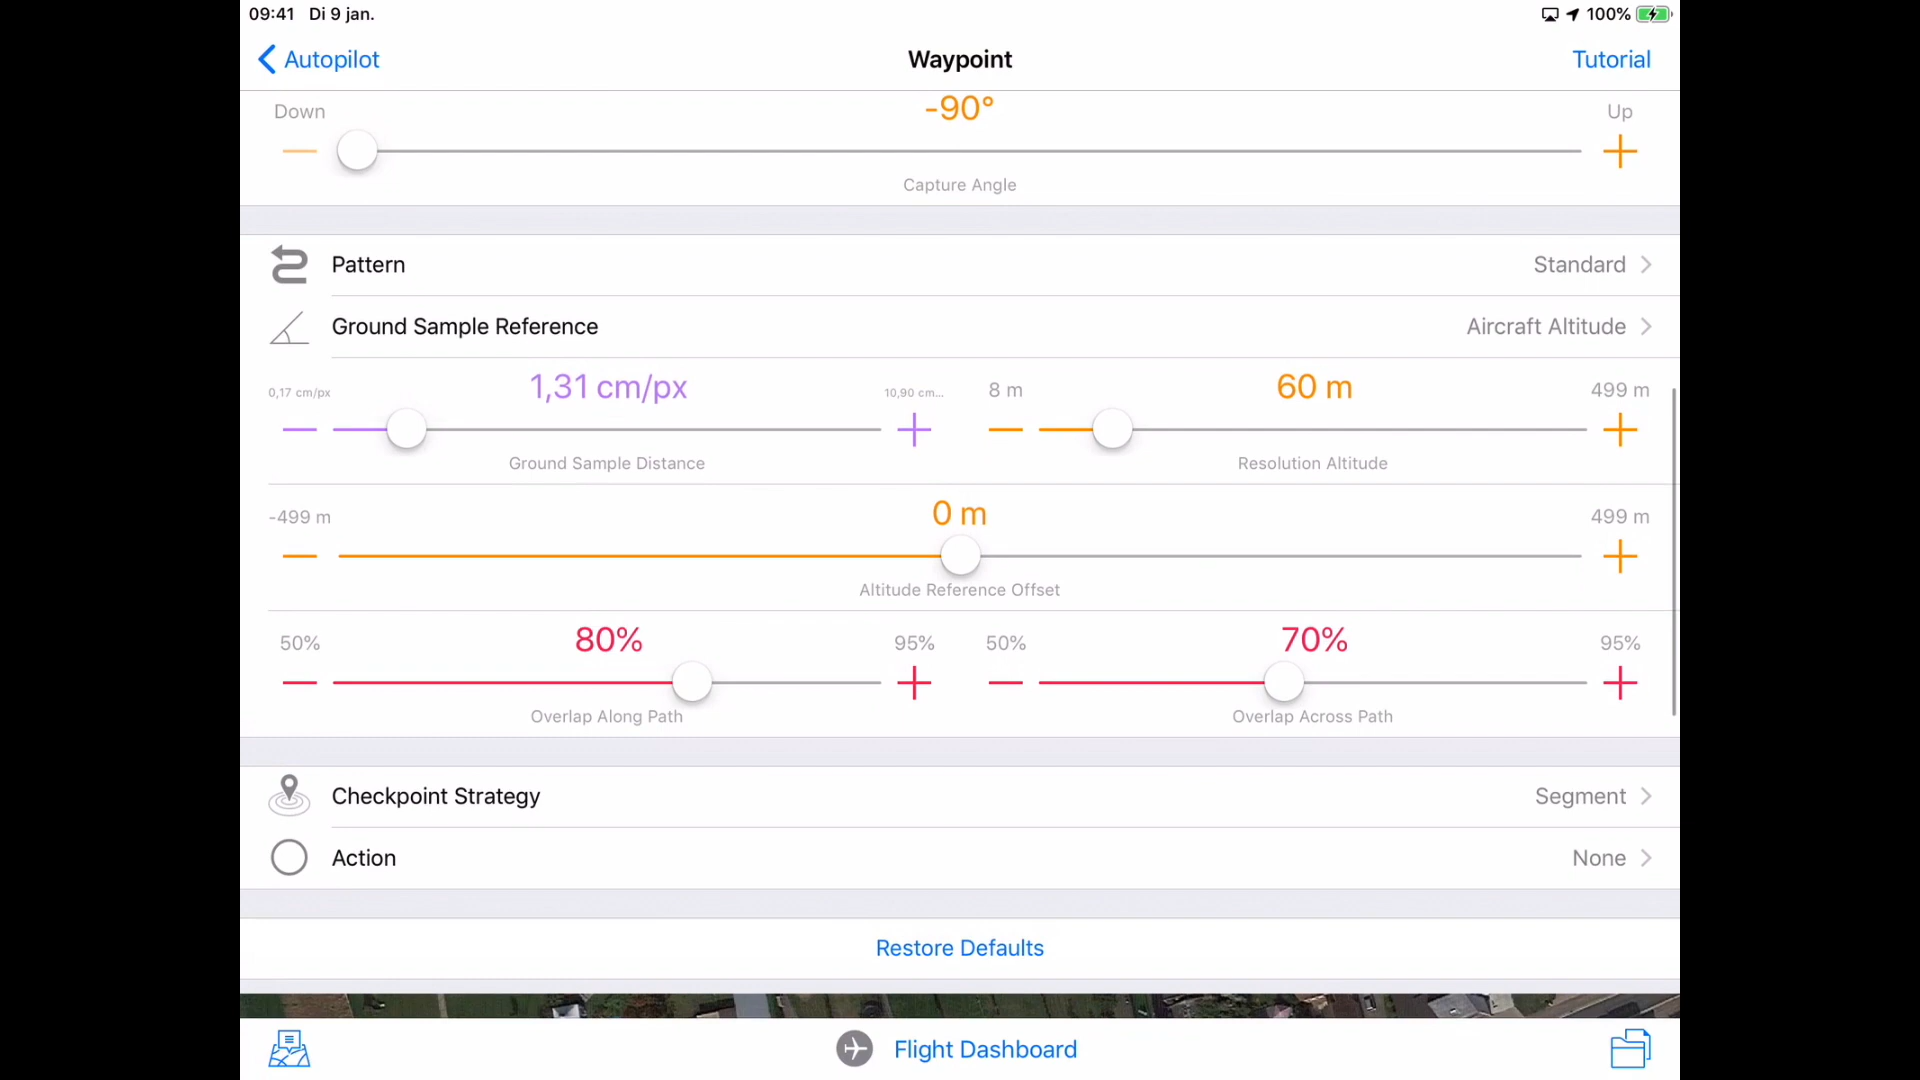 09:41 Di 9 jan.
100%
Autopilot
Waypoint
Tutorial
Down
-90°
Up
Capture Angle
Pattern
Standard
Ground Sample Reference
Aircraft Altitude
0,17 cm/px
1,31 cm/px
10,90 cm...
Ground Sample Distance
8 m
60 m
499 m
Resolution Altitude
-499 m
0 m
499 m
Altitude Reference Offset
50%
80%
95%
Overlap Along Path
50%
70%
95%
Overlap Across Path
Checkpoint Strategy
Segment
Action
None
Restore Defaults
Flight Dashboard